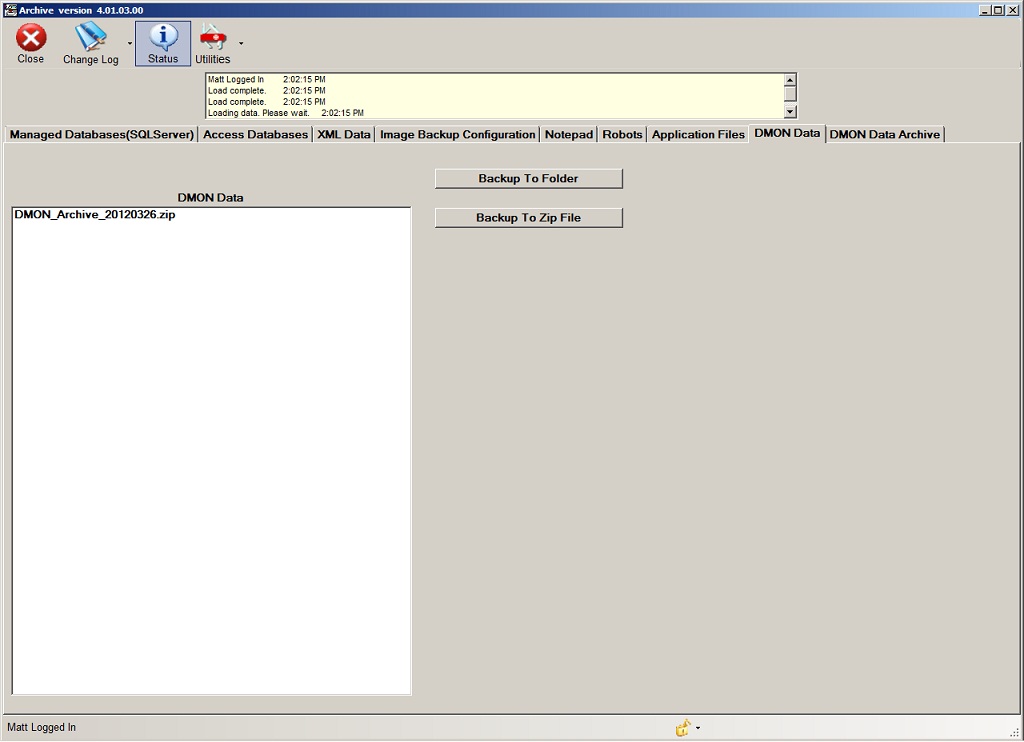 Archive version 4.01.03.00
Close
Change Log
Status
Utilities
Matt Logged In 2:02:15 PM
Load complete. 2:02:15 PM
Load complete. 2:02:15 PM
Loading data. Please wait. 2:02:15 PM
Managed Databases(SQLServer) Access Databases XML Data Image Backup Configuration Notepad Robots Application Files DMON Data DMON Data Archive
Backup To Folder
DMON Data
Backup To Zip File
DMON_Archive_20120326.zip
Matt Logged In